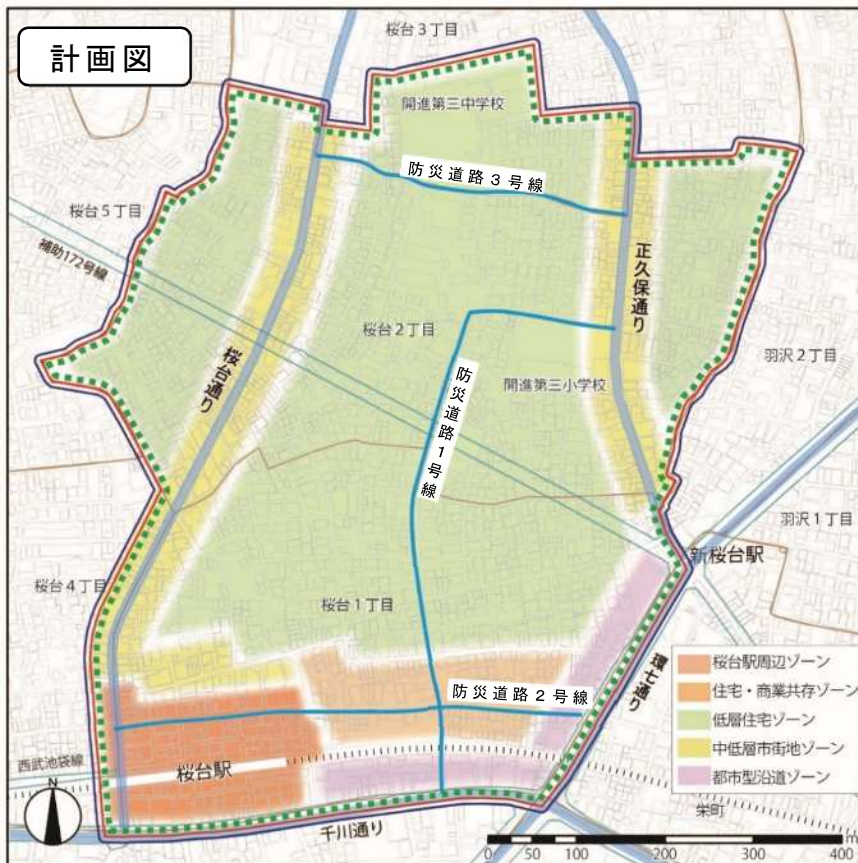 計画図
桜台3丁目
開進第三中学校
防災道路3号線
桜台5丁目
補助172号線
正久保通り
桜台2丁目
羽沢2丁目
桜台通り
防災道路1号線
開進第三小学校
羽沢1丁目
新桜台駅
桜台4丁目
桜台1丁目
環七通り
防災道路2号線
西武池袋線
桜台駅
千川通り
栄町
桜台駅周辺ゾーン
住宅・商業共存ゾーン
低層住宅ゾーン
中低層市街地ゾーン
都市型沿道ゾーン
N
0 50 100 200 300 400 m